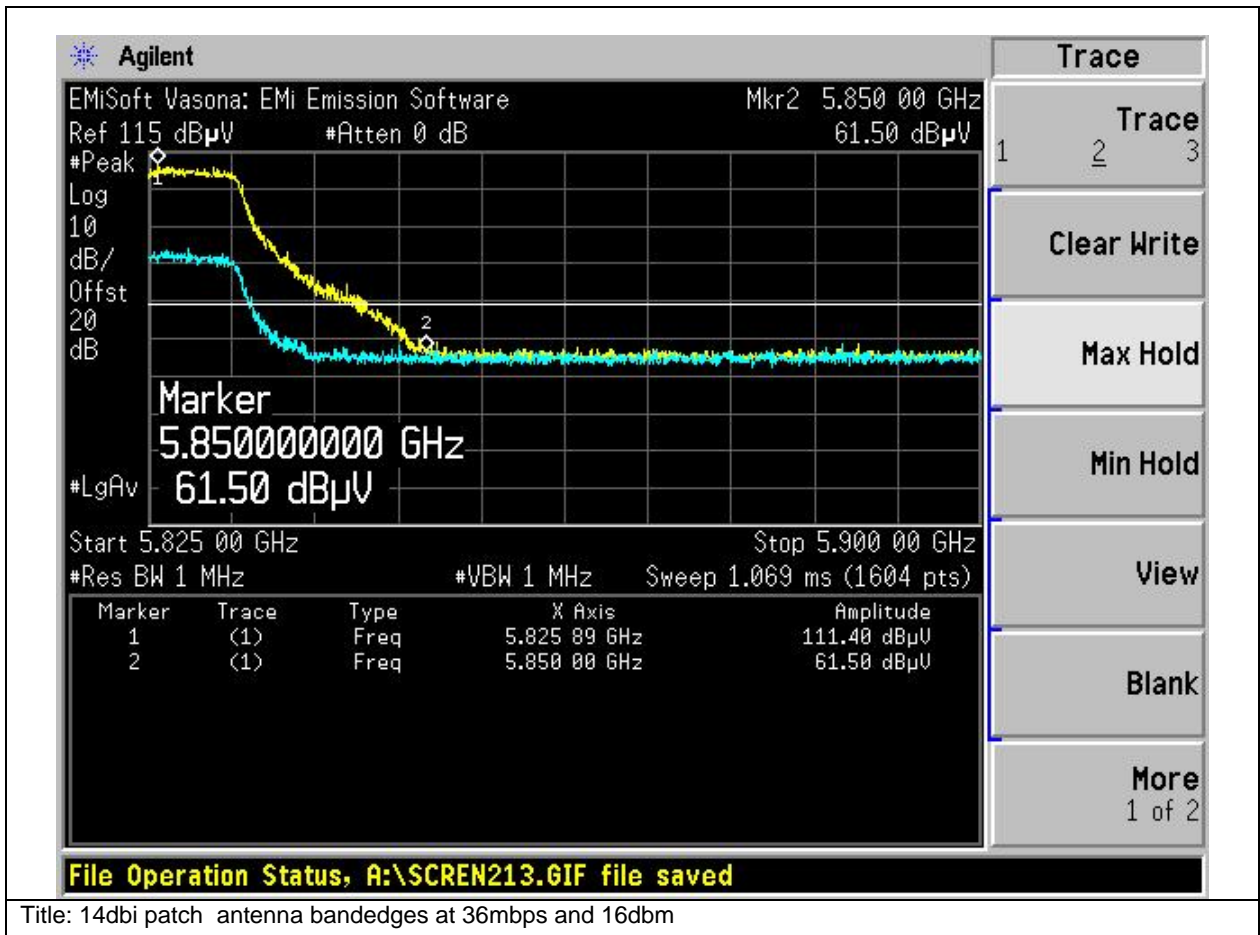 Agilent
Trace
EMiSoft Vasona: EMi Emission Software
Mkr2 5.850 00 GHz
Ref 115 dBµV #Atten 0 dB 61.50 dBµV
Trace
1 2 3
#Peak
Log
10
dB/
Offst
20
dB
1
2
Marker
5.850000000 GHz
61.50 dBµV
#LgAv
Start 5.825 00 GHz Stop 5.900 00 GHz
#Res BW 1 MHz #VBW 1 MHz Sweep 1.069 ms (1604 pts)
Marker Trace Type X Axis Amplitude
1 (1) Freq 5.825 89 GHz 111.40 dBµV
2 (1) Freq 5.850 00 GHz 61.50 dBµV
Clear Write
Max Hold
Min Hold
View
Blank
More
1 of 2
File Operation Status, A:\SCREN213.GIF file saved
Title: 14dbi patch antenna bandedges at 36mbps and 16dbm